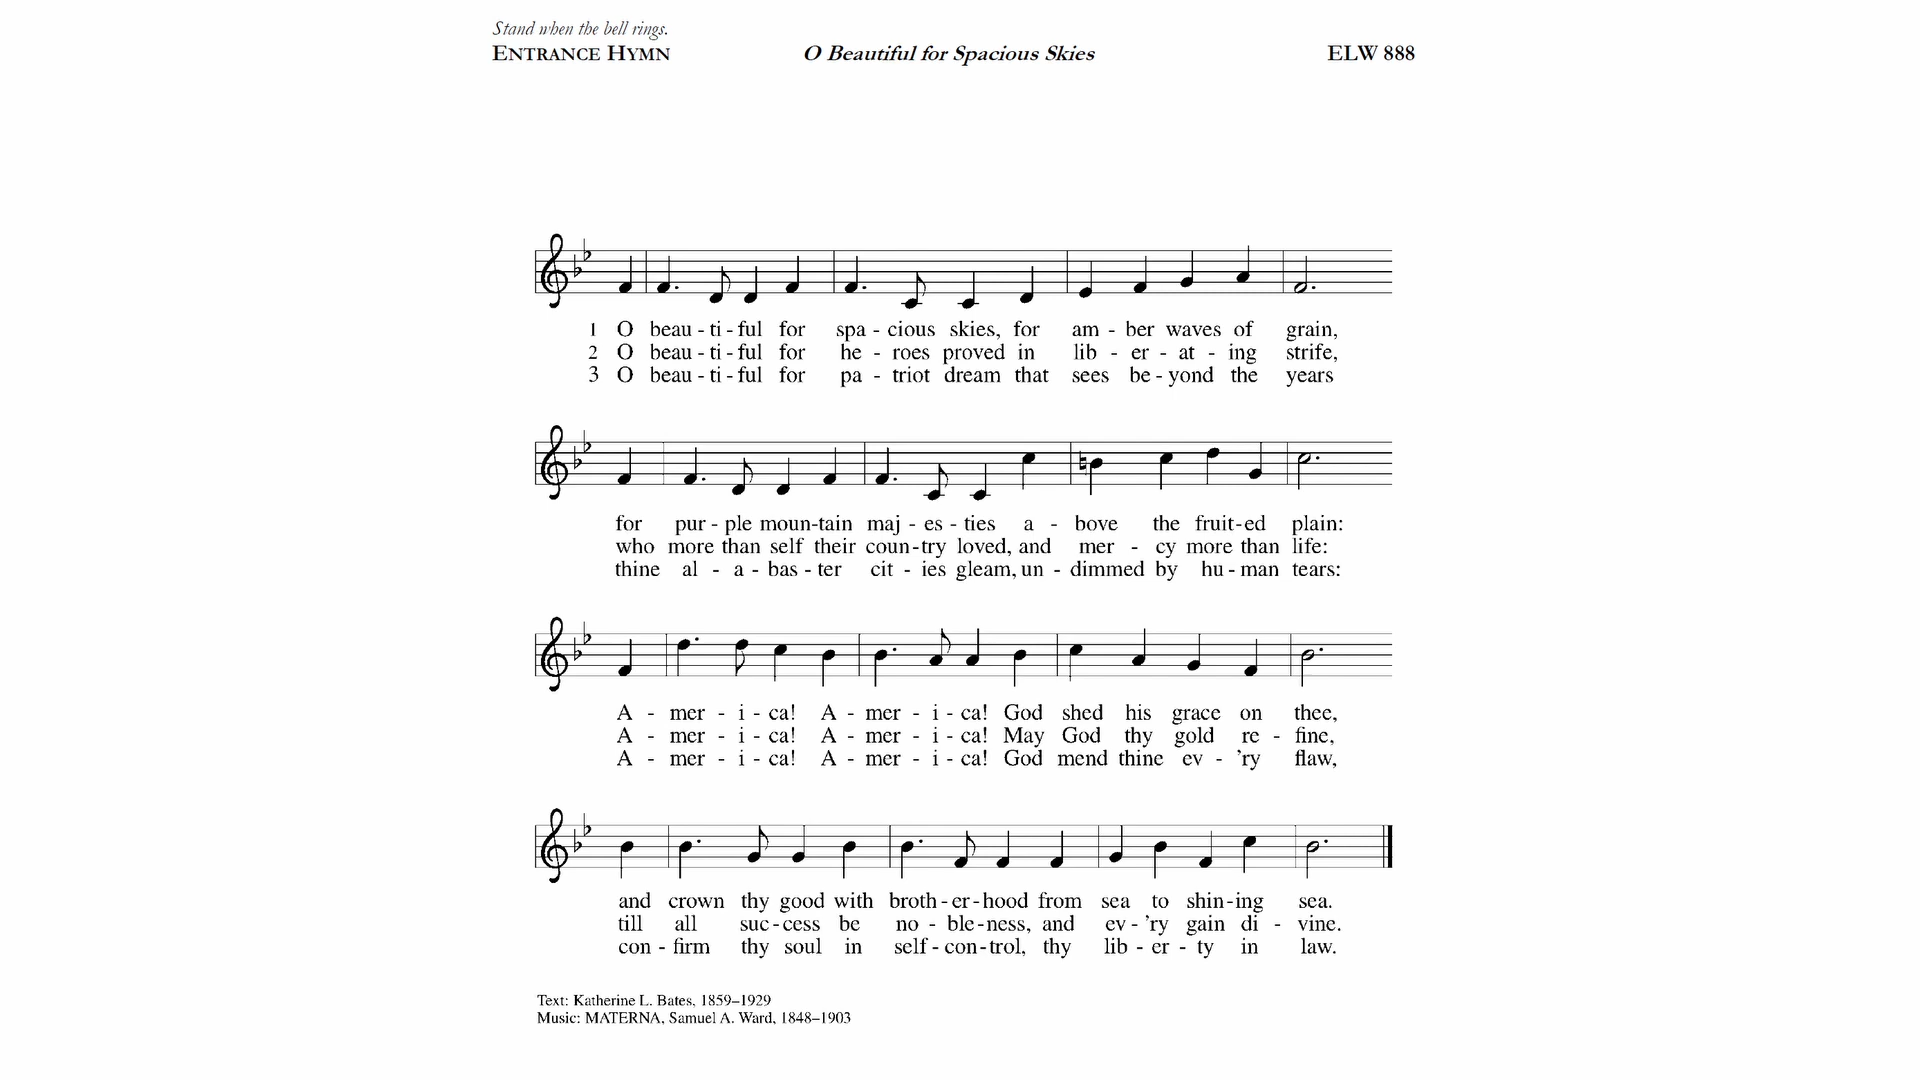 Stand when the bell rings.
ENTRANCE HYMN O Beautiful for Spacious Skies ELW 888
1 O beau - ti - ful for spa - cious skies, for am - ber waves of grain,
2 O beau - ti - ful for he - roes proved in lib - er - at - ing strife,
3 O beau - ti - ful for pa - triot dream that sees be - yond the years
for pur - ple moun-tain maj - es - ties a - bove the fruit-ed plain:
who more than self their coun-try loved, and mer - cy more than life:
thine al - a - bas - ter cit - ies gleam, un - dimmed by hu - man tears:
A - mer - i - ca! A - mer - i - ca! God shed his grace on thee,
A - mer - i - ca! A - mer - i - ca! May God thy gold re - fine,
A - mer - i - ca! A - mer - i - ca! God mend thine ev - 'ry flaw,
and crown thy good with broth - er - hood from sea to shin-ing sea.
till all suc - cess be no - ble - ness, and ev - 'ry gain di - vine.
con - firm thy soul in self - con - trol, thy lib - er - ty in law.
Text: Katherine L. Bates, 1859–1929
Music: MATERNA, Samuel A. Ward, 1848–1903